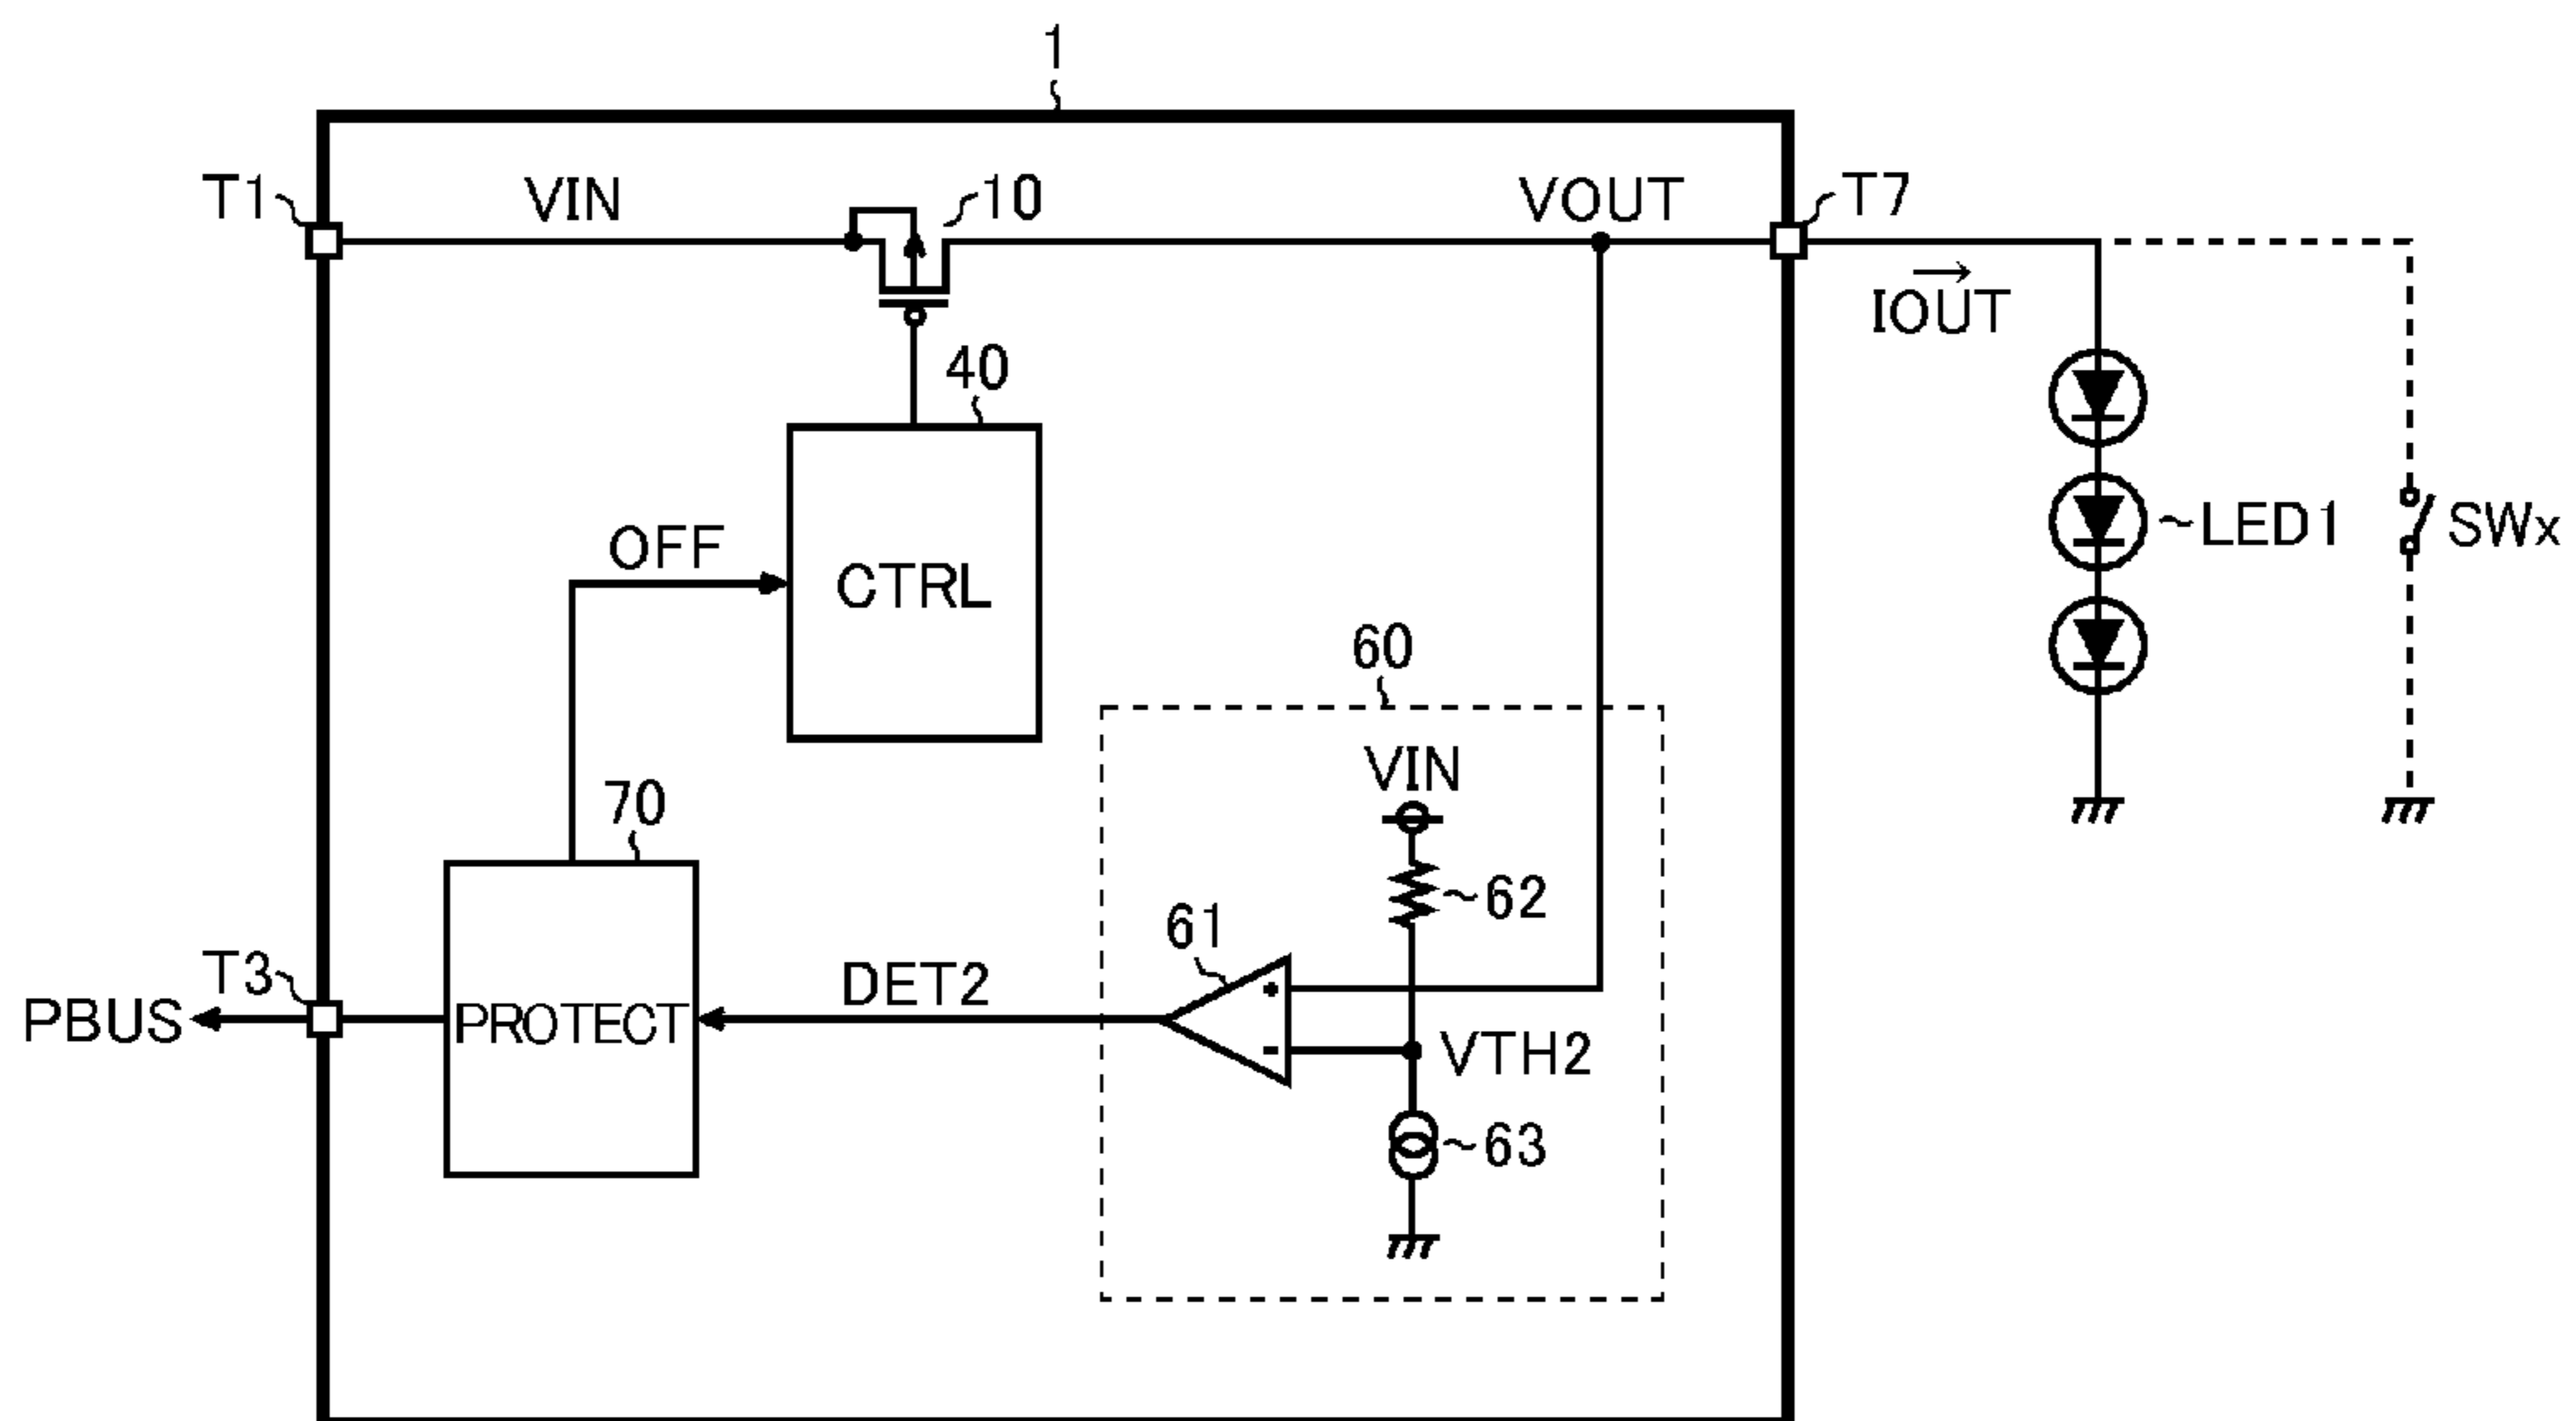 1
T1
VIN
10
VOUT
T7
IOUT
40
CTRL
OFF
LED1
SWx
60
VIN
70
62
61
T3
DET2
PBUS
PROTECT
+
-
VTH2
63